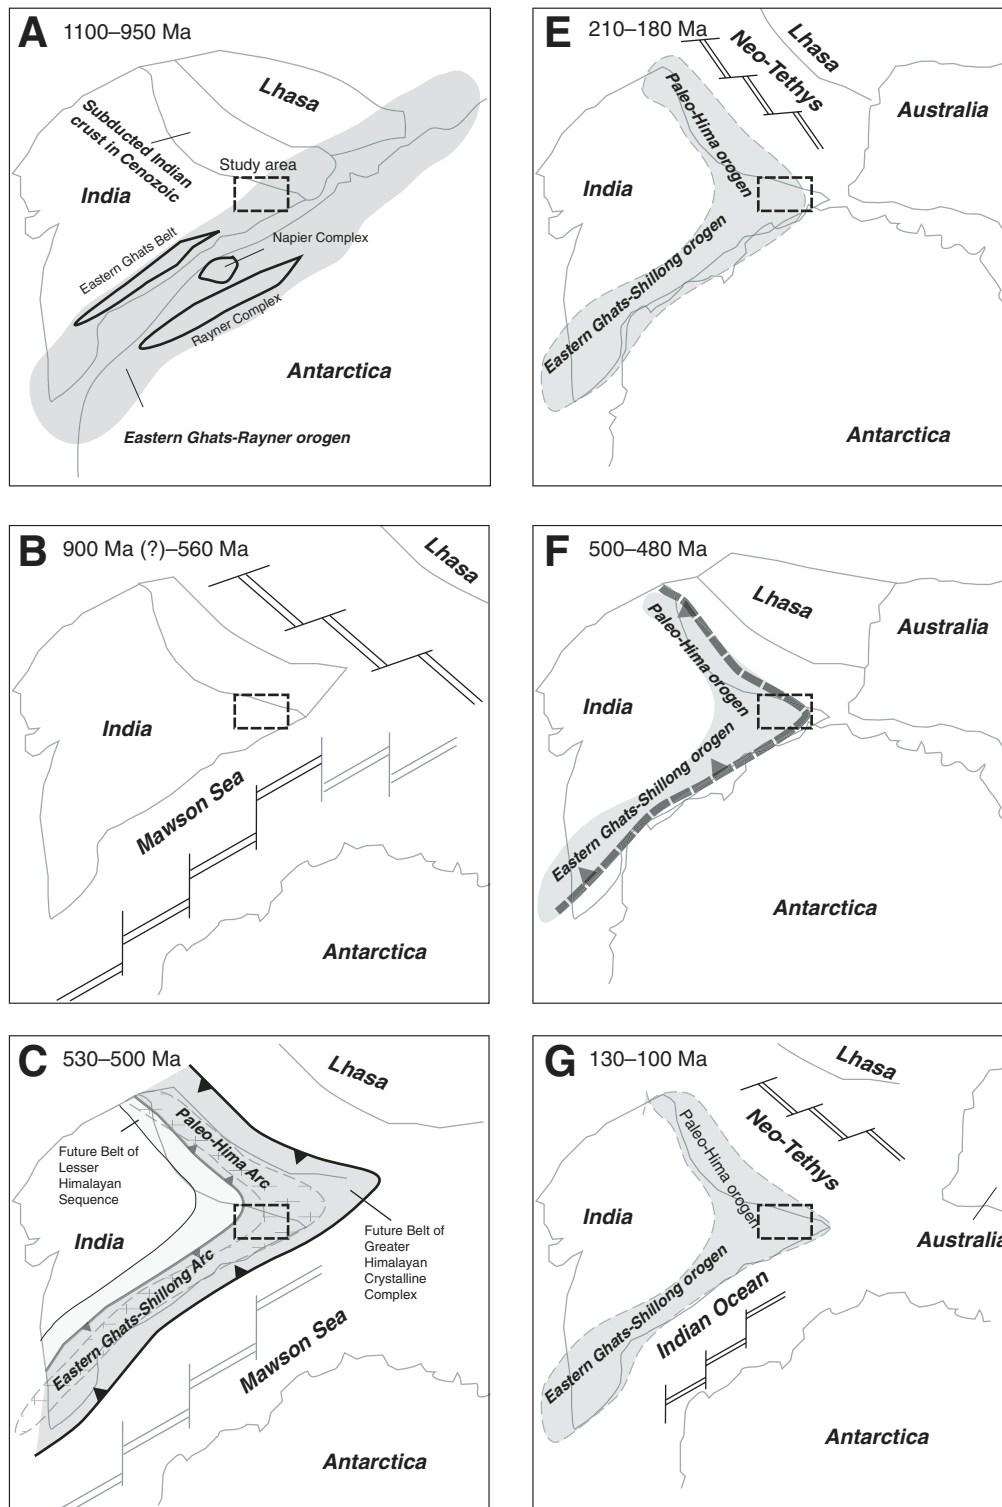 A 1100–950 Ma
Lhasa
Subducted Indian
crust in Cenozoic
Study area
India
Napier Complex
Eastern Ghats Belt
Rayner Complex
Antarctica
Eastern Ghats-Rayner orogen
B 900 Ma (?)–560 Ma
Lhasa
India
Mawson Sea
Antarctica
C 530–500 Ma
Lhasa
Paleo-Hima Arc
Future Belt of
Lesser
Himalayan
Sequence
India
Future Belt of
Greater
Himalayan
Crystalline
Complex
Eastern Ghats-Shillong Arc
Mawson Sea
Antarctica
E 210–180 Ma
Neo-Tethys
Lhasa
Paleo-Hima orogen
Australia
India
Eastern Ghats-Shillong orogen
Antarctica
F 500–480 Ma
Lhasa
Paleo-Hima orogen
Australia
India
Eastern Ghats-Shillong orogen
Antarctica
G 130–100 Ma
Lhasa
Neo-Tethys
Paleo-Hima orogen
India
Australia
Eastern Ghats-Shillong orogen
Indian Ocean
Antarctica